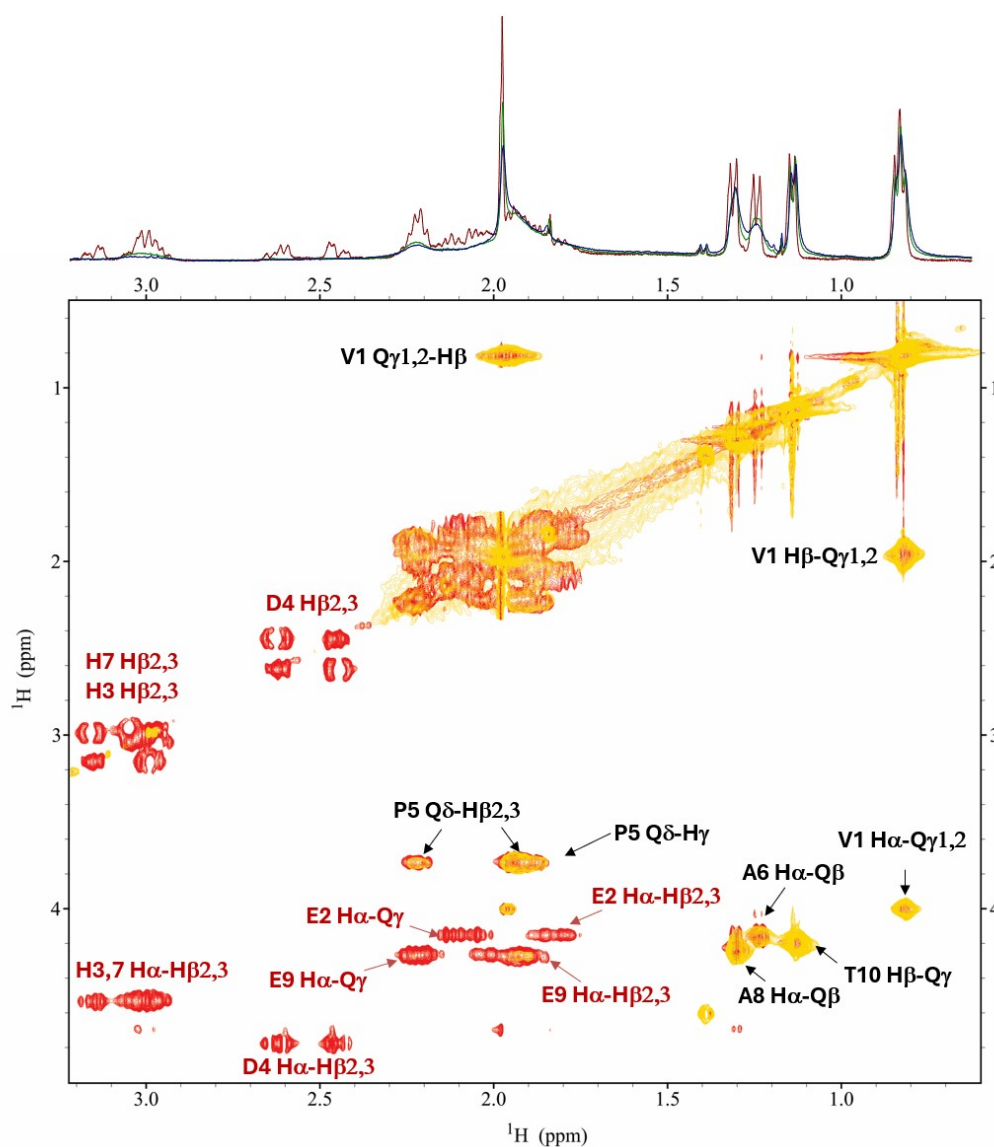 3.0 2.5 2.0 1.5 1.0
V1 Qγ1,2-Hβ
1 1
V1 Hβ-Qγ1,2
2 2
D4 Hβ2,3
H7 Hβ2,3
H3 Hβ2,3
¹H (ppm)
3 3
P5 Qδ-Hβ2,3
P5 Qδ-Hγ
V1 Hα-Qγ1,2
A6 Hα-Qβ
E2 Hα-Hβ2,3
E2 Hα-Qγ
4 4
H3,7 Hα-Hβ2,3
E9 Hα-Qγ
T10 Hβ-Qγ
E9 Hα-Hβ2,3
A8 Hα-Qβ
D4 Hα-Hβ2,3
3.0 2.5 2.0 1.5 1.0
¹H (ppm)